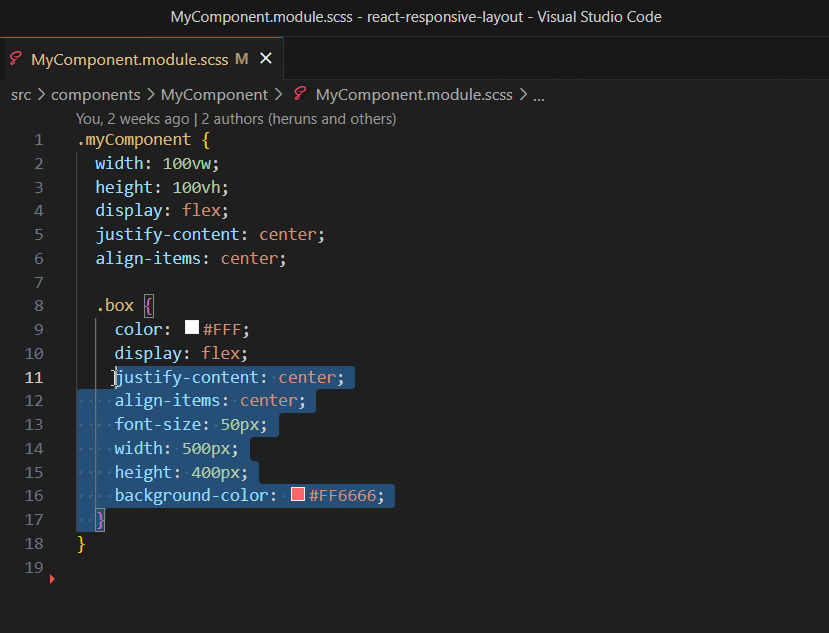 MyComponent.module.scss - react-responsive-layout - Visual Studio Code
MyComponent.module.scss M
src > components > MyComponent > MyComponent.module.scss > ...
You, 2 weeks ago | 2 authors (heruns and others)
1 .myComponent {
2   width: 100vw;
3   height: 100vh;
4   display: flex;
5   justify-content: center;
6   align-items: center;
7
8   .box {
9     color: #FFF;
10     display: flex;
11     justify-content: center;
12     align-items: center;
13     font-size: 50px;
14     width: 500px;
15     height: 400px;
16     background-color: #FF6666;
17   }
18 }
19